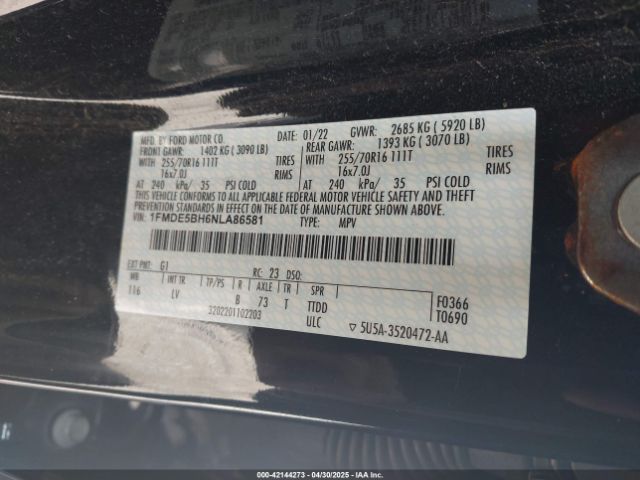 MFD. BY FORD MOTOR CO.
DATE: 01/22 GVWR: 2685 KG ( 5920 LB)
FRONT GAWR: 1402 KG ( 3090 LB)
REAR GAWR: 1393 KG ( 3070 LB)
WITH 255/70R16 111T TIRES
WITH 255/70R16 111T TIRES
16x7.0J
16x7.0J
AT 240 kPa/ 35 PSI COLD
AT 240 kPa/ 35 PSI COLD
THIS VEHICLE CONFORMS TO ALL APPLICABLE FEDERAL MOTOR VEHICLE SAFETY AND THEFT
PREVENTION STANDARDS IN EFFECT ON THE DATE OF MANUFACTURE SHOWN ABOVE.
VIN: 1FMDE5BH6NLA86581
TYPE: MPV
EXT PNT: G1 RC: 23 DSO:
WB INT TR TP/PS R AXLE TR SPR
116 LV B 73 T TTDD
3202201102203 ULC
F0366
T0690
5U5A-3520472-AA
000-42144273 - 04/30/2025 - IAAI.COM